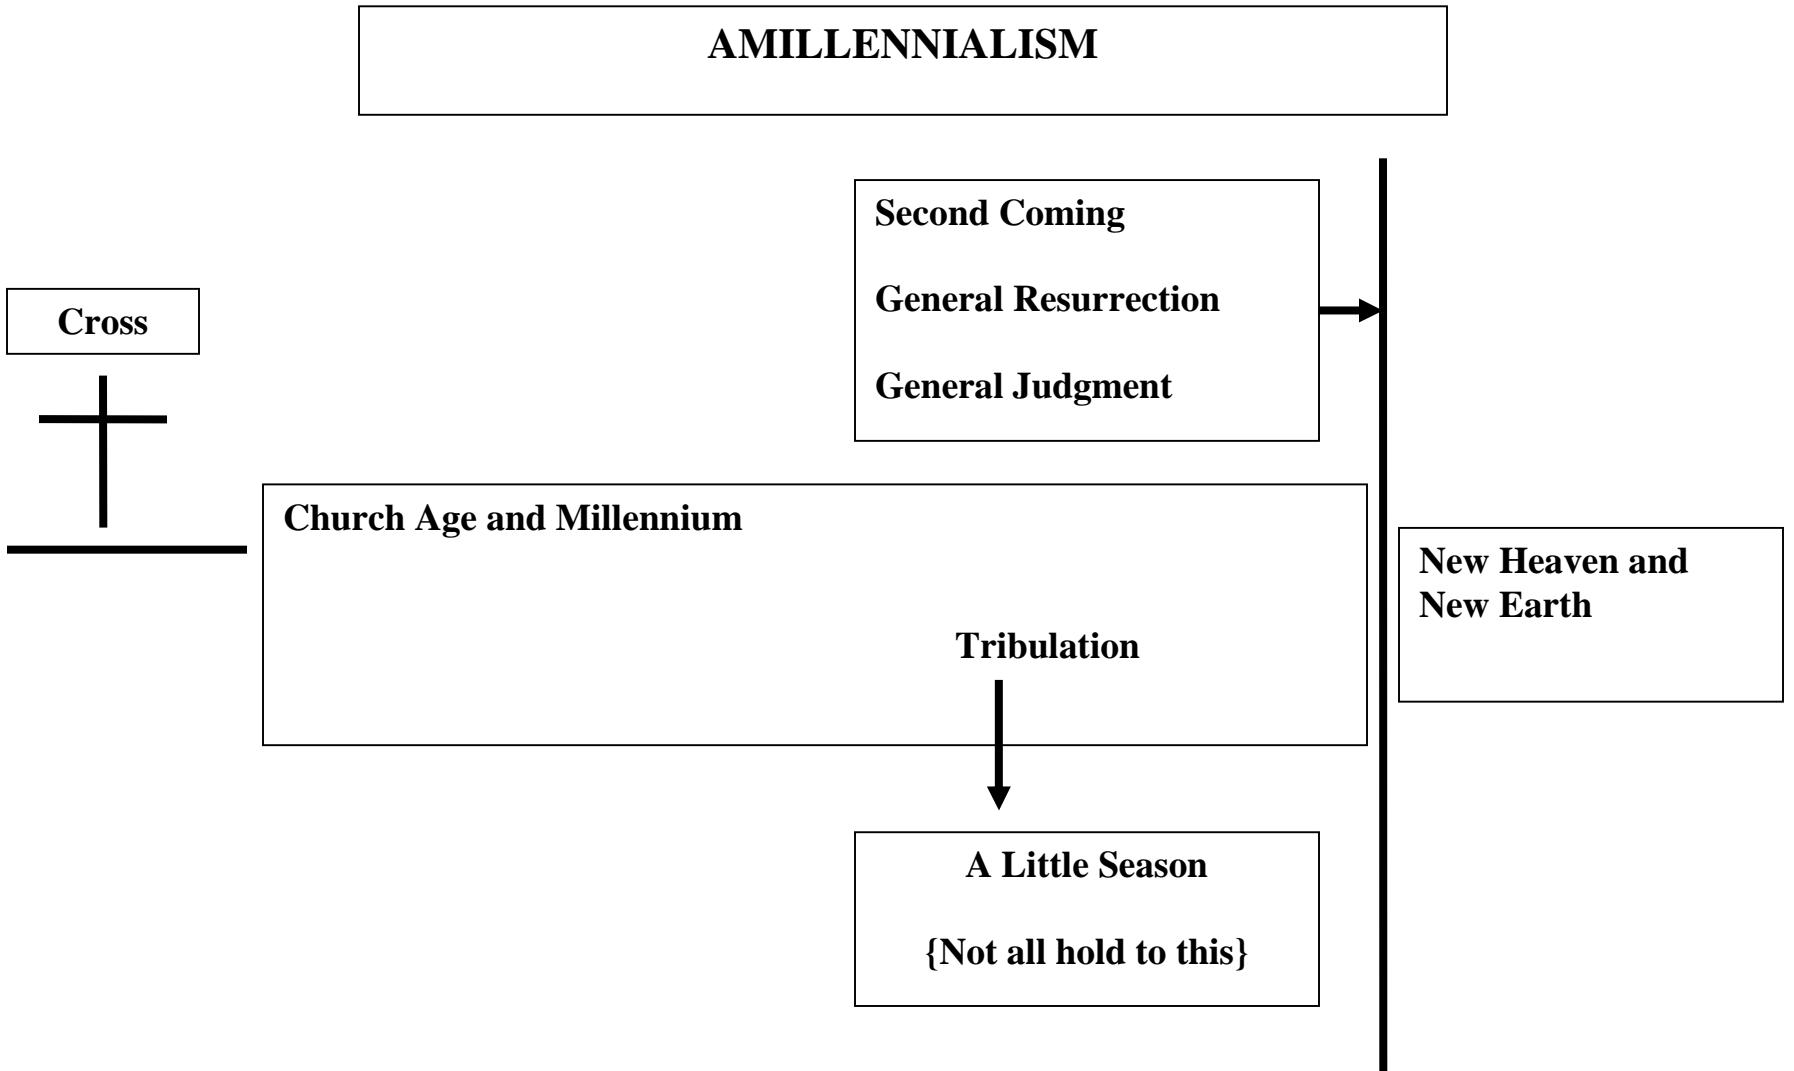 AMILLENNIALISM
Second Coming
General Resurrection
General Judgment
Cross
Church Age and Millennium
Tribulation
New Heaven and
New Earth
A Little Season
{Not all hold to this}